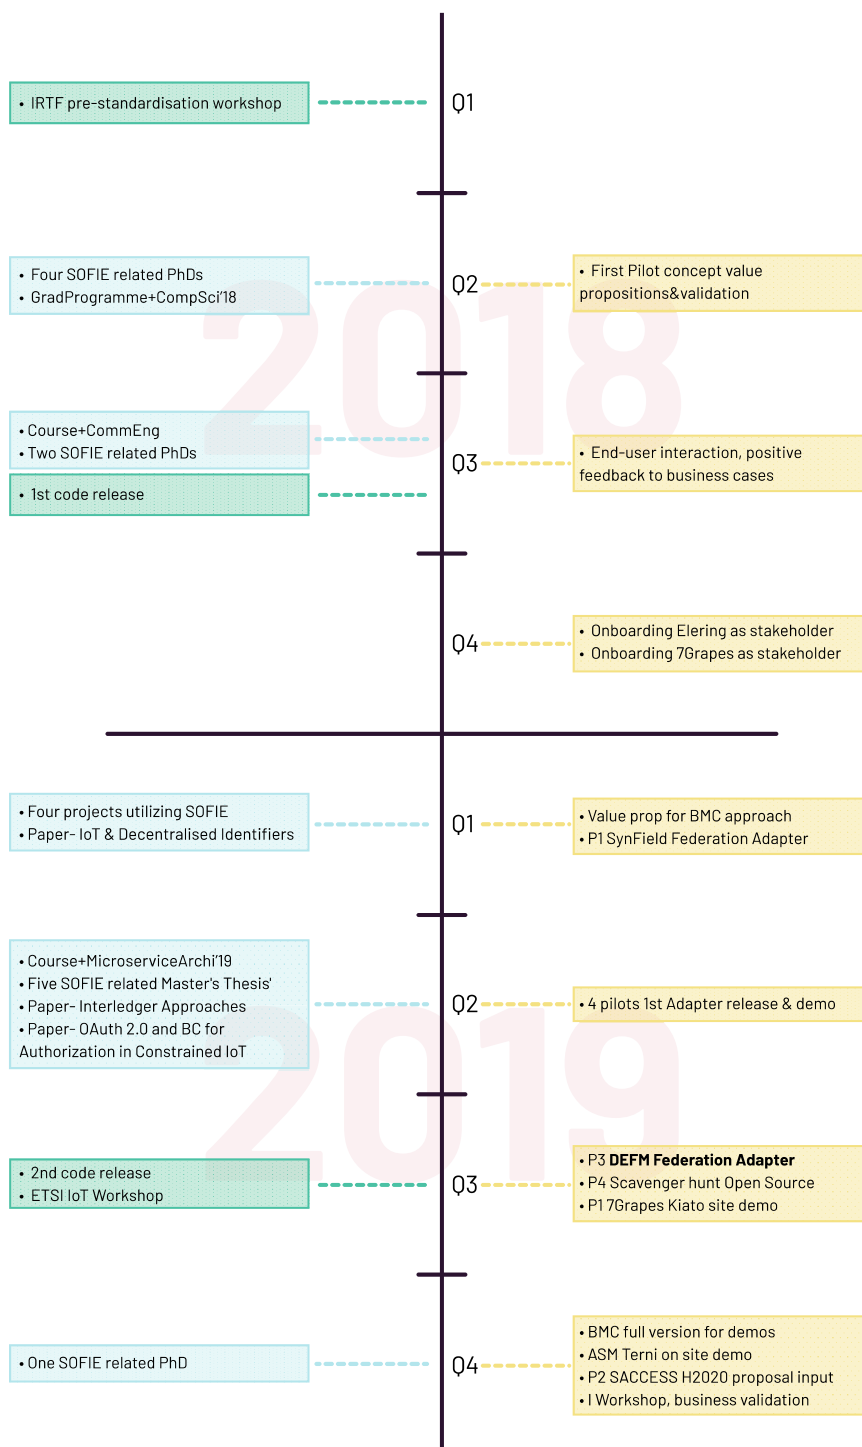 • IRTF pre-standardisation workshop
Q1
2018
• Four SOFIE related PhDs
• GradProgramme+CompSci'18
Q2
• First Pilot concept value
propositions&validation
• Course+CommEng
• Two SOFIE related PhDs
• 1st code release
Q3
• End-user interaction, positive
feedback to business cases
Q4
• Onboarding Elering as stakeholder
• Onboarding 7Grapes as stakeholder
• Four projects utilizing SOFIE
• Paper- IoT & Decentralised Identifiers
Q1
• Value prop for BMC approach
• P1 SynField Federation Adapter
2019
• Course+MicroserviceArchi'19
• Five SOFIE related Master's Thesis'
• Paper- Interledger Approaches
• Paper- OAuth 2.0 and BC for
Authorization in Constrained IoT
Q2
• 4 pilots 1st Adapter release & demo
• 2nd code release
• ETSI IoT Workshop
Q3
• P3 DEFM Federation Adapter
• P4 Scavenger hunt Open Source
• P1 7Grapes Kiato site demo
• One SOFIE related PhD
Q4
• BMC full version for demos
• ASM Terni on site demo
• P2 SACCESS H2020 proposal input
• I Workshop, business validation